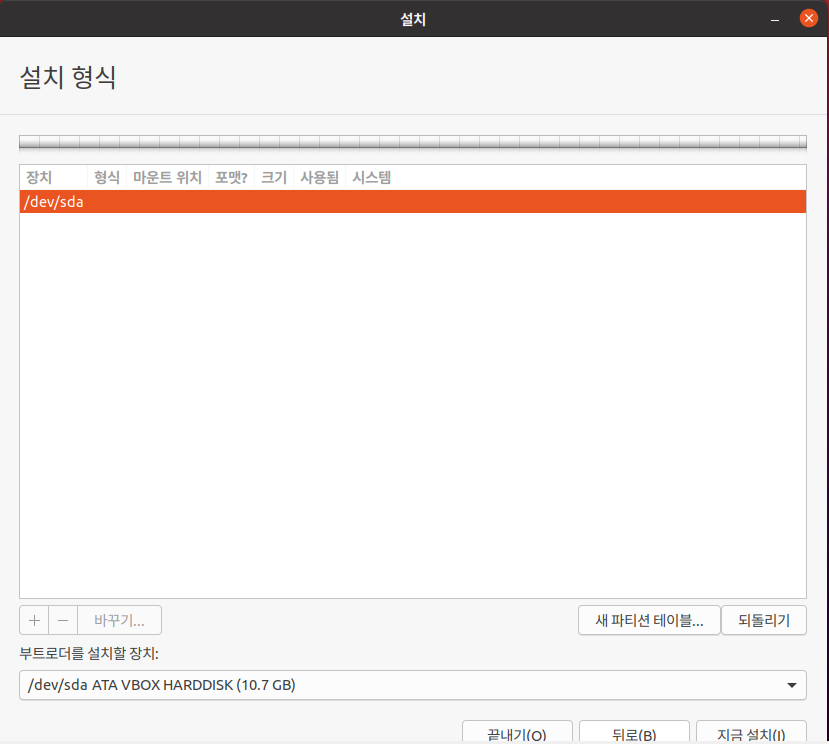 설치
설치 형식
장치 형식 마운트 위치 포맷? 크기 사용됨 시스템
/dev/sda
+ − 바꾸기... 새 파티션 테이블... 되돌리기
부트로더를 설치할 장치:
/dev/sda ATA VBOX HARDDISK (10.7 GB)
끝내기(Q) 뒤로(B) 지금 설치(I)